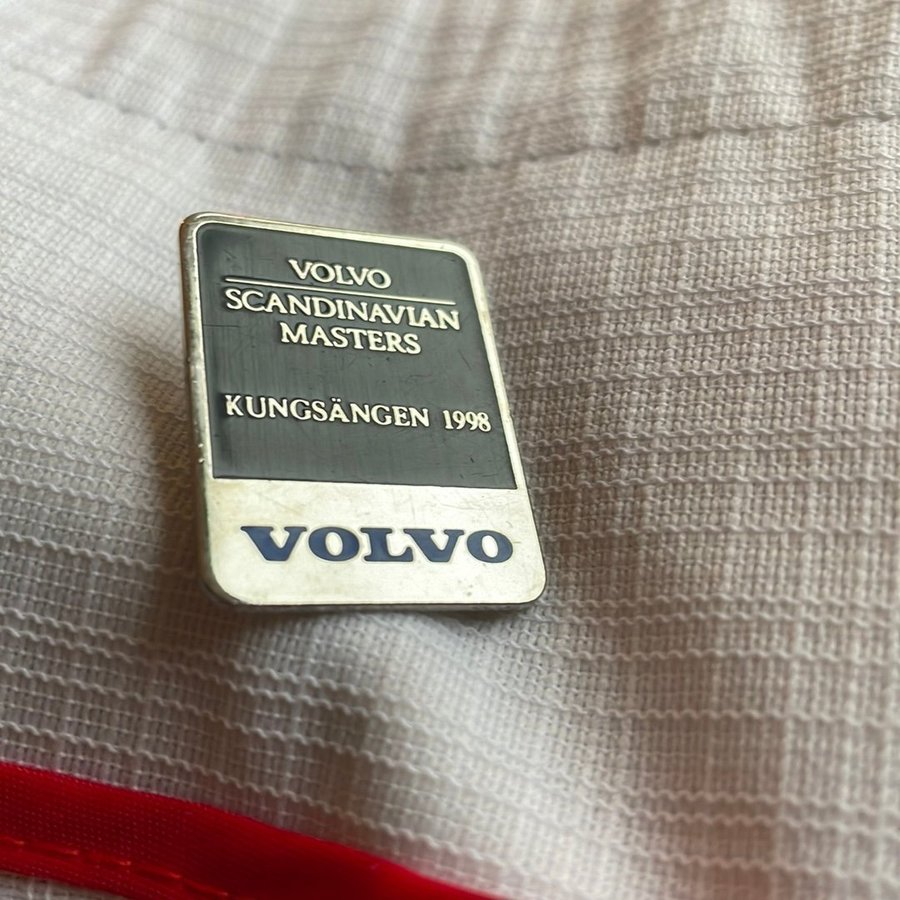 VOLVO
SCANDINAVIAN
MASTERS
KUNGSÄNGEN 1998
VOLVO